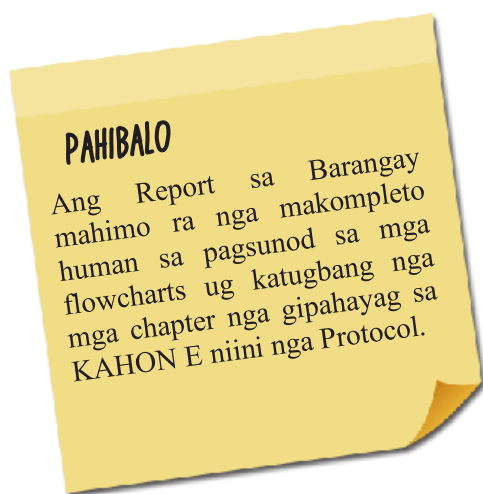 PAHIBALO
Ang Report sa Barangay
mahimo ra nga makompleto
human sa pagsunod sa mga
flowcharts ug katugbang nga
mga chapter nga gipahayag sa
KAHON E niini nga Protocol.